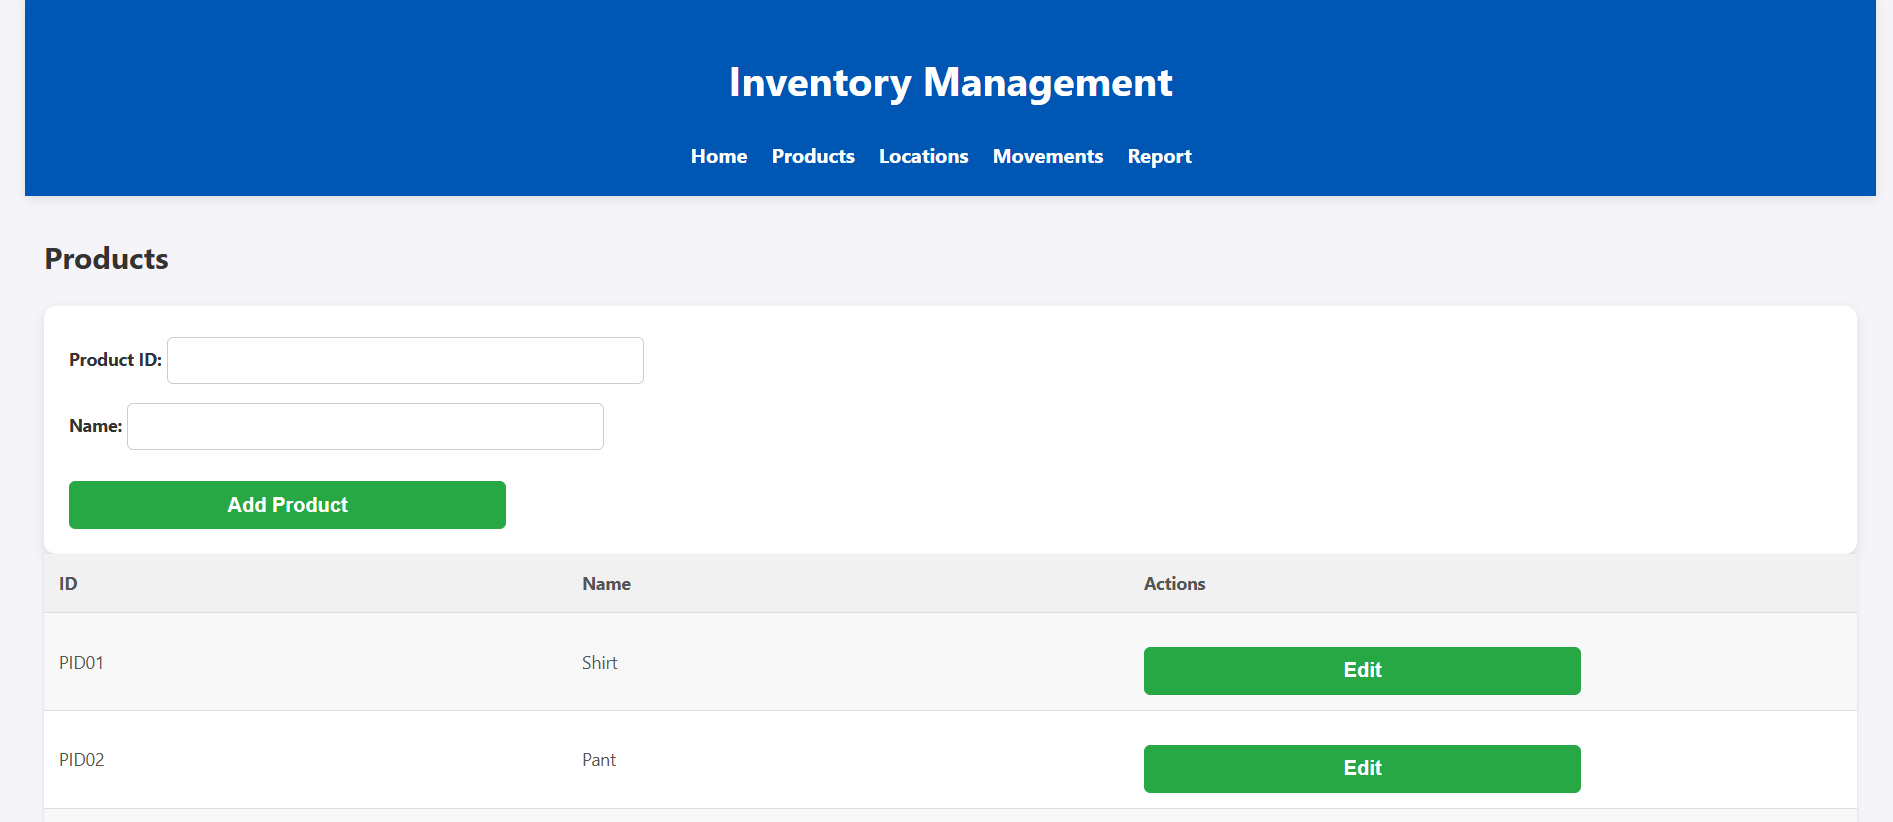 Inventory Management
Home Products Locations Movements Report
Products
Product ID:
Name:
Add Product
ID Name Actions
PID01 Shirt Edit
PID02 Pant Edit